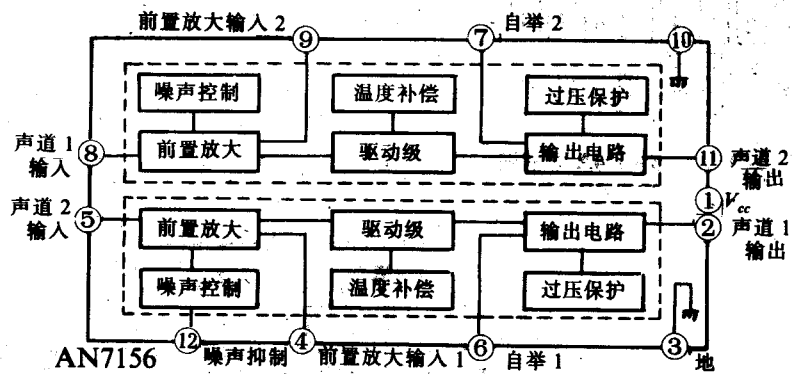 前置放大输入 2 ⑨ ⑦ 自举 2 ⑩
噪声控制 温度补偿 过压保护
声道 1
输入
⑧ 前置放大 驱动级 输出电路 ⑪
声道 2
输出
① Vcc
声道 2
输入
⑤ 前置放大 驱动级 输出电路 ②
声道 1
输出
噪声控制 温度补偿 过压保护
AN7156 ⑫ 噪声抑制 ④ 前置放大输入 1 ⑥ 自举 1 ③ 地